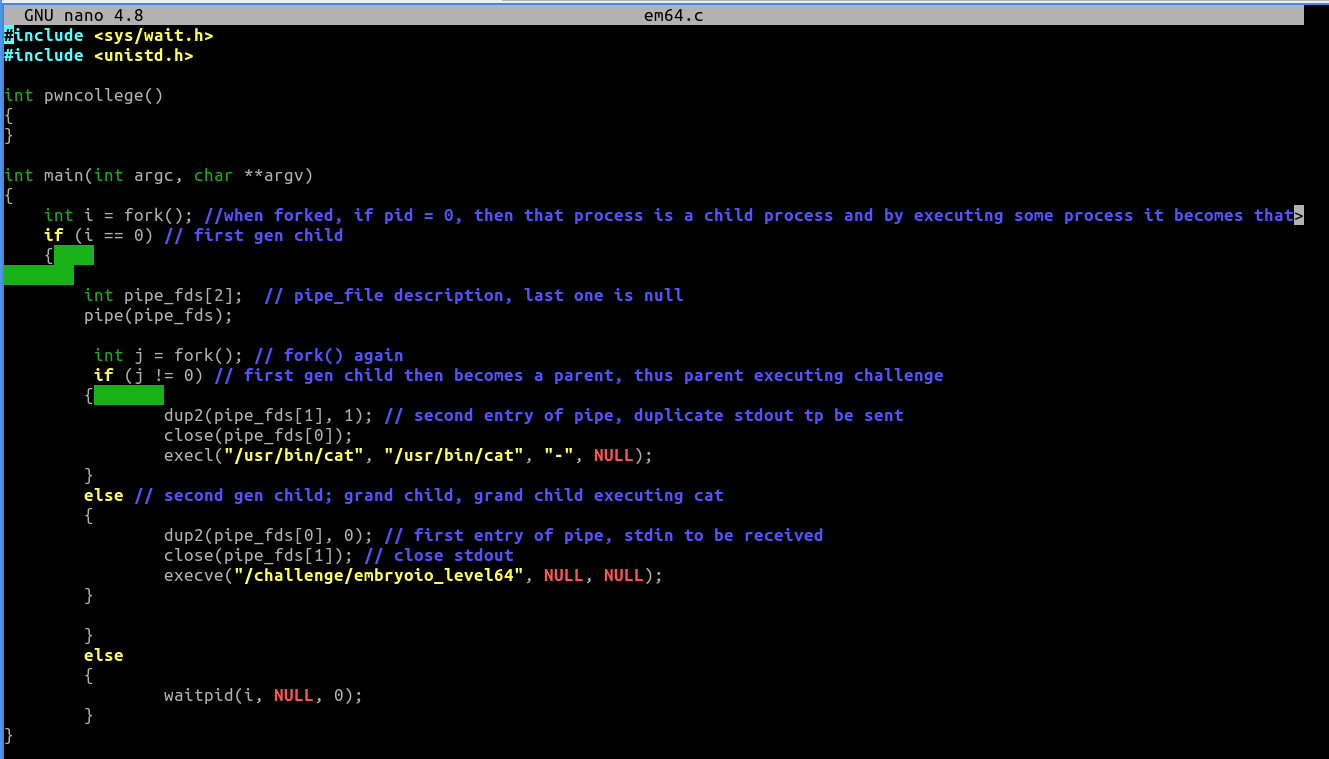 GNU nano 4.8 em64.c
#include <sys/wait.h>
#include <unistd.h>
int pwncollege()
{
}
int main(int argc, char **argv)
{
int i = fork(); //when forked, if pid = 0, then that process is a child process and by executing some process it becomes that>
if (i == 0) // first gen child
{
int pipe_fds[2]; // pipe_file description, last one is null
pipe(pipe_fds);
int j = fork(); // fork() again
if (j != 0) // first gen child then becomes a parent, thus parent executing challenge
{
dup2(pipe_fds[1], 1); // second entry of pipe, duplicate stdout tp be sent
close(pipe_fds[0]);
execl("/usr/bin/cat", "/usr/bin/cat", "-", NULL);
}
else // second gen child; grand child, grand child executing cat
{
dup2(pipe_fds[0], 0); // first entry of pipe, stdin to be received
close(pipe_fds[1]); // close stdout
execve("/challenge/embryoio_level64", NULL, NULL);
}
}
else
{
waitpid(i, NULL, 0);
}
}